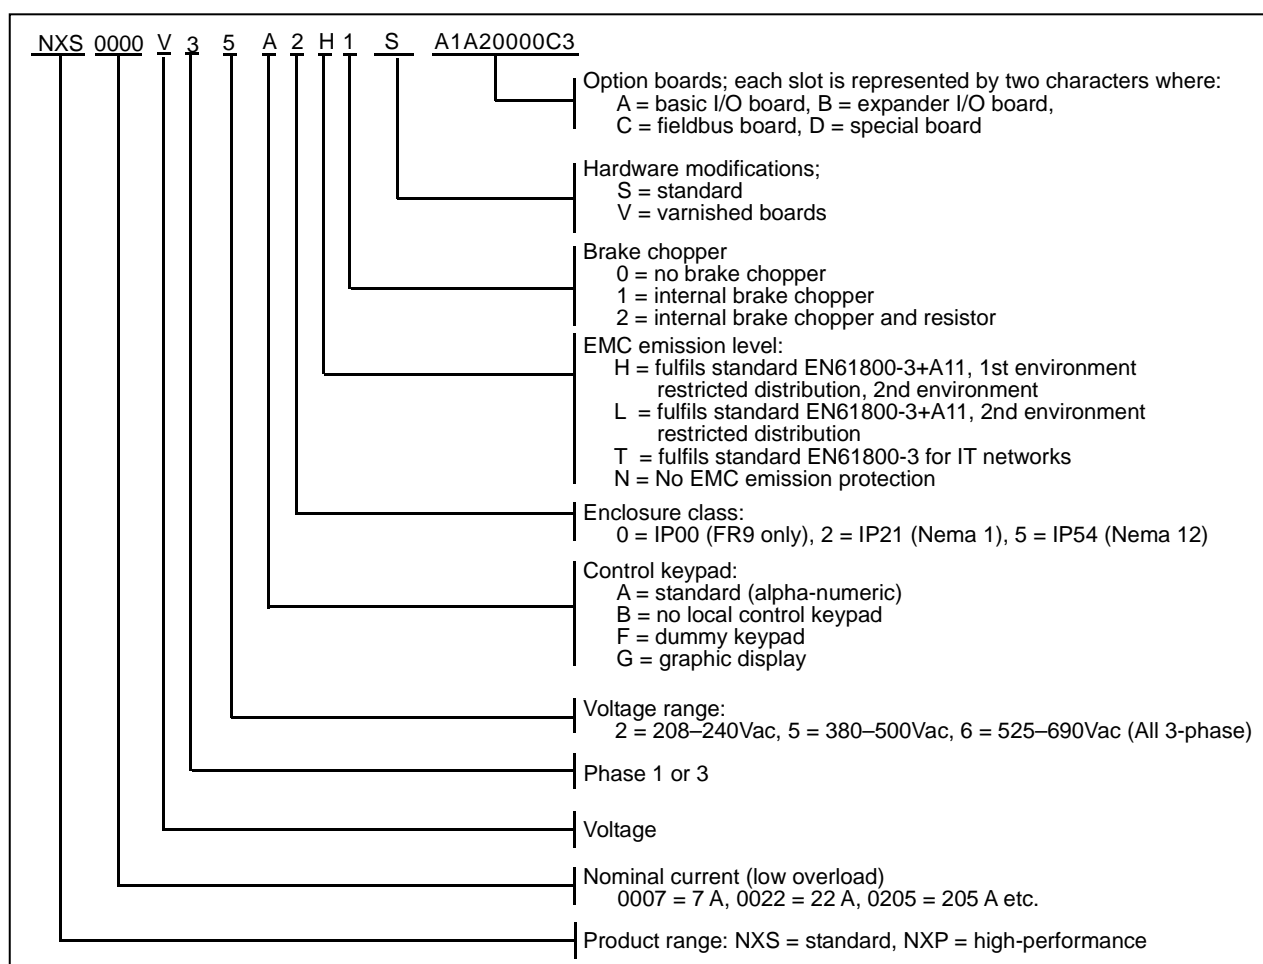 NXS 0000 V 3 5 A 2 H 1 S A1A20000C3
Option boards; each slot is represented by two characters where:
A = basic I/O board, B = expander I/O board,
C = fieldbus board, D = special board
Hardware modifications;
S = standard
V = varnished boards
Brake chopper
0 = no brake chopper
1 = internal brake chopper
2 = internal brake chopper and resistor
EMC emission level:
H = fulfils standard EN61800-3+A11, 1st environment
restricted distribution, 2nd environment
L = fulfils standard EN61800-3+A11, 2nd environment
restricted distribution
T = fulfils standard EN61800-3 for IT networks
N = No EMC emission protection
Enclosure class:
0 = IP00 (FR9 only), 2 = IP21 (Nema 1), 5 = IP54 (Nema 12)
Control keypad:
A = standard (alpha-numeric)
B = no local control keypad
F = dummy keypad
G = graphic display
Voltage range:
2 = 208–240Vac, 5 = 380–500Vac, 6 = 525–690Vac (All 3-phase)
Phase 1 or 3
Voltage
Nominal current (low overload)
0007 = 7 A, 0022 = 22 A, 0205 = 205 A etc.
Product range: NXS = standard, NXP = high-performance